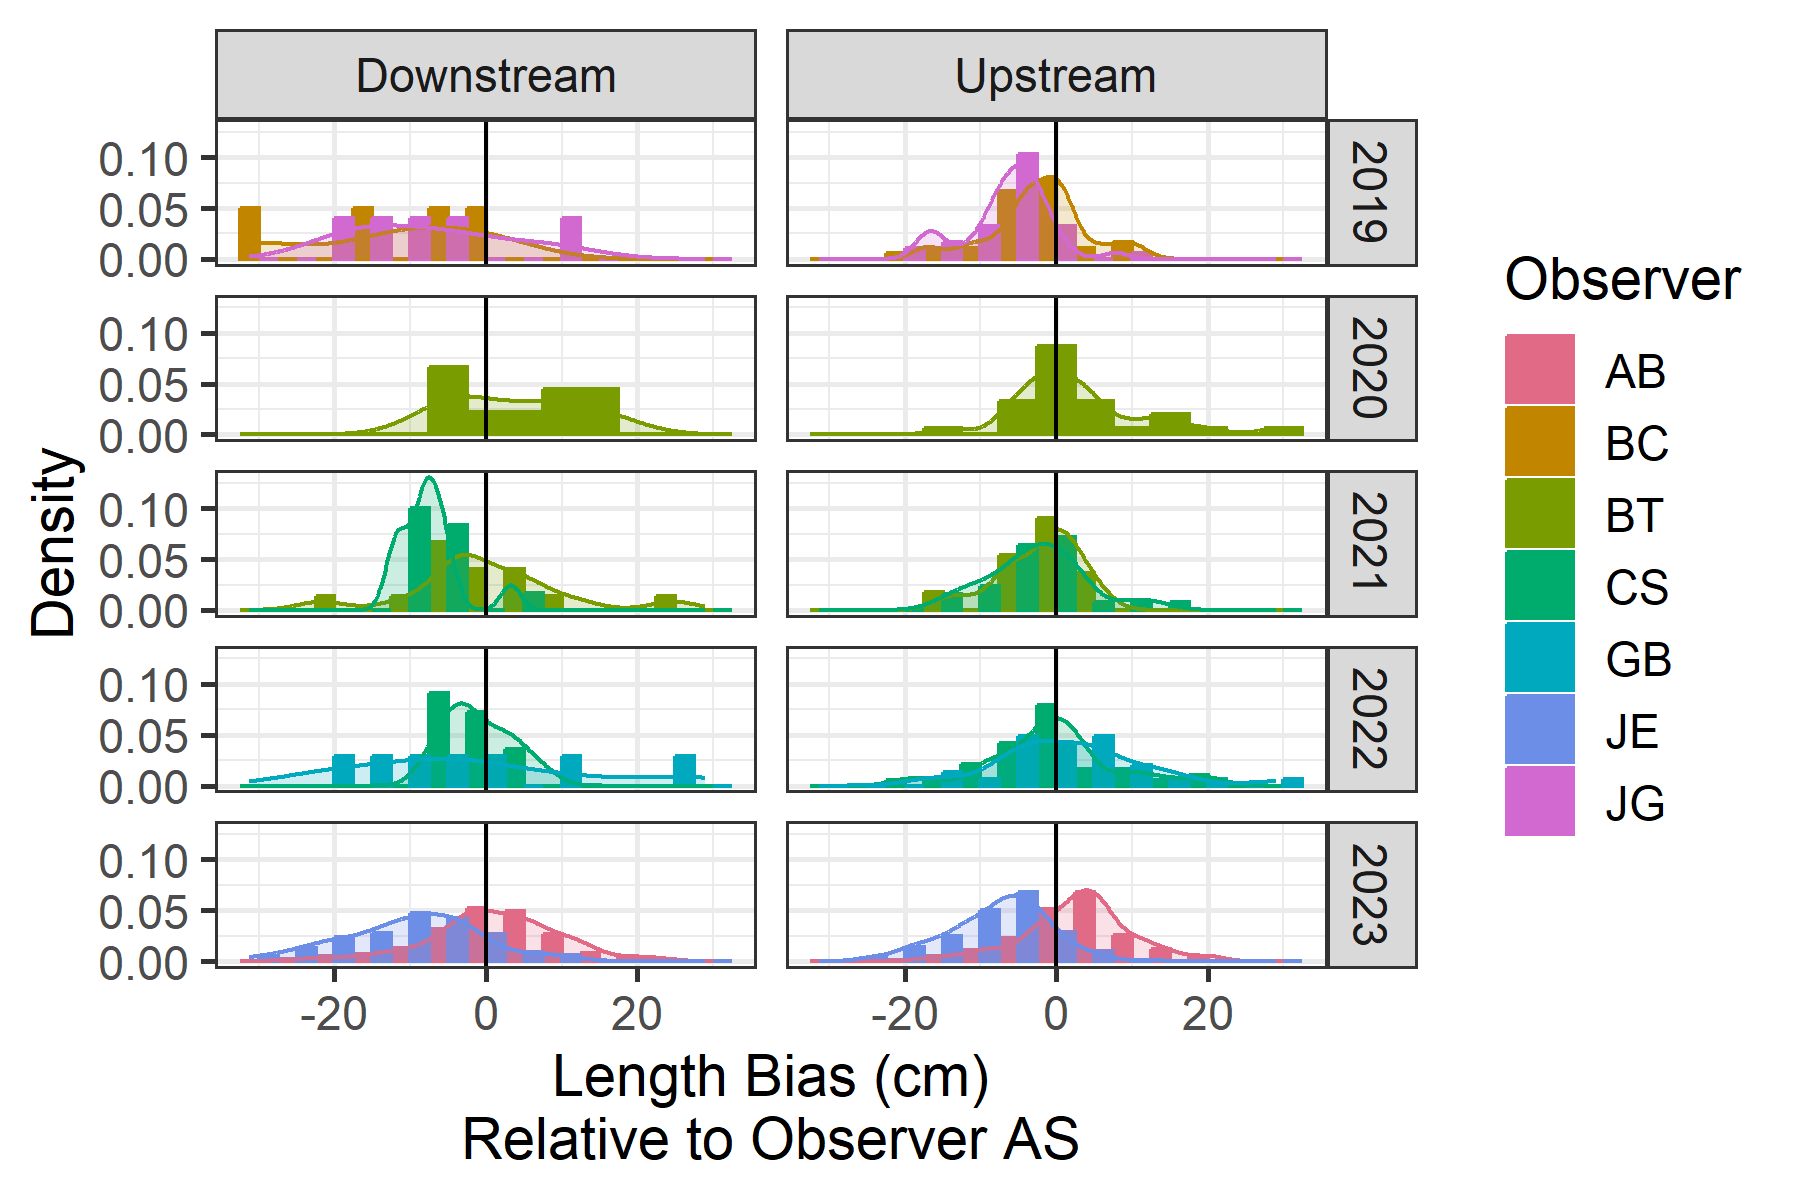 Downstream
Upstream
0.10
0.05
0.00
2019
0.10
0.05
0.00
2020
0.10
0.05
0.00
2021
0.10
0.05
0.00
2022
0.10
0.05
0.00
2023
-20
0
20
-20
0
20
Density
Length Bias (cm)
Relative to Observer AS
Observer
AB
BC
BT
CS
GB
JE
JG